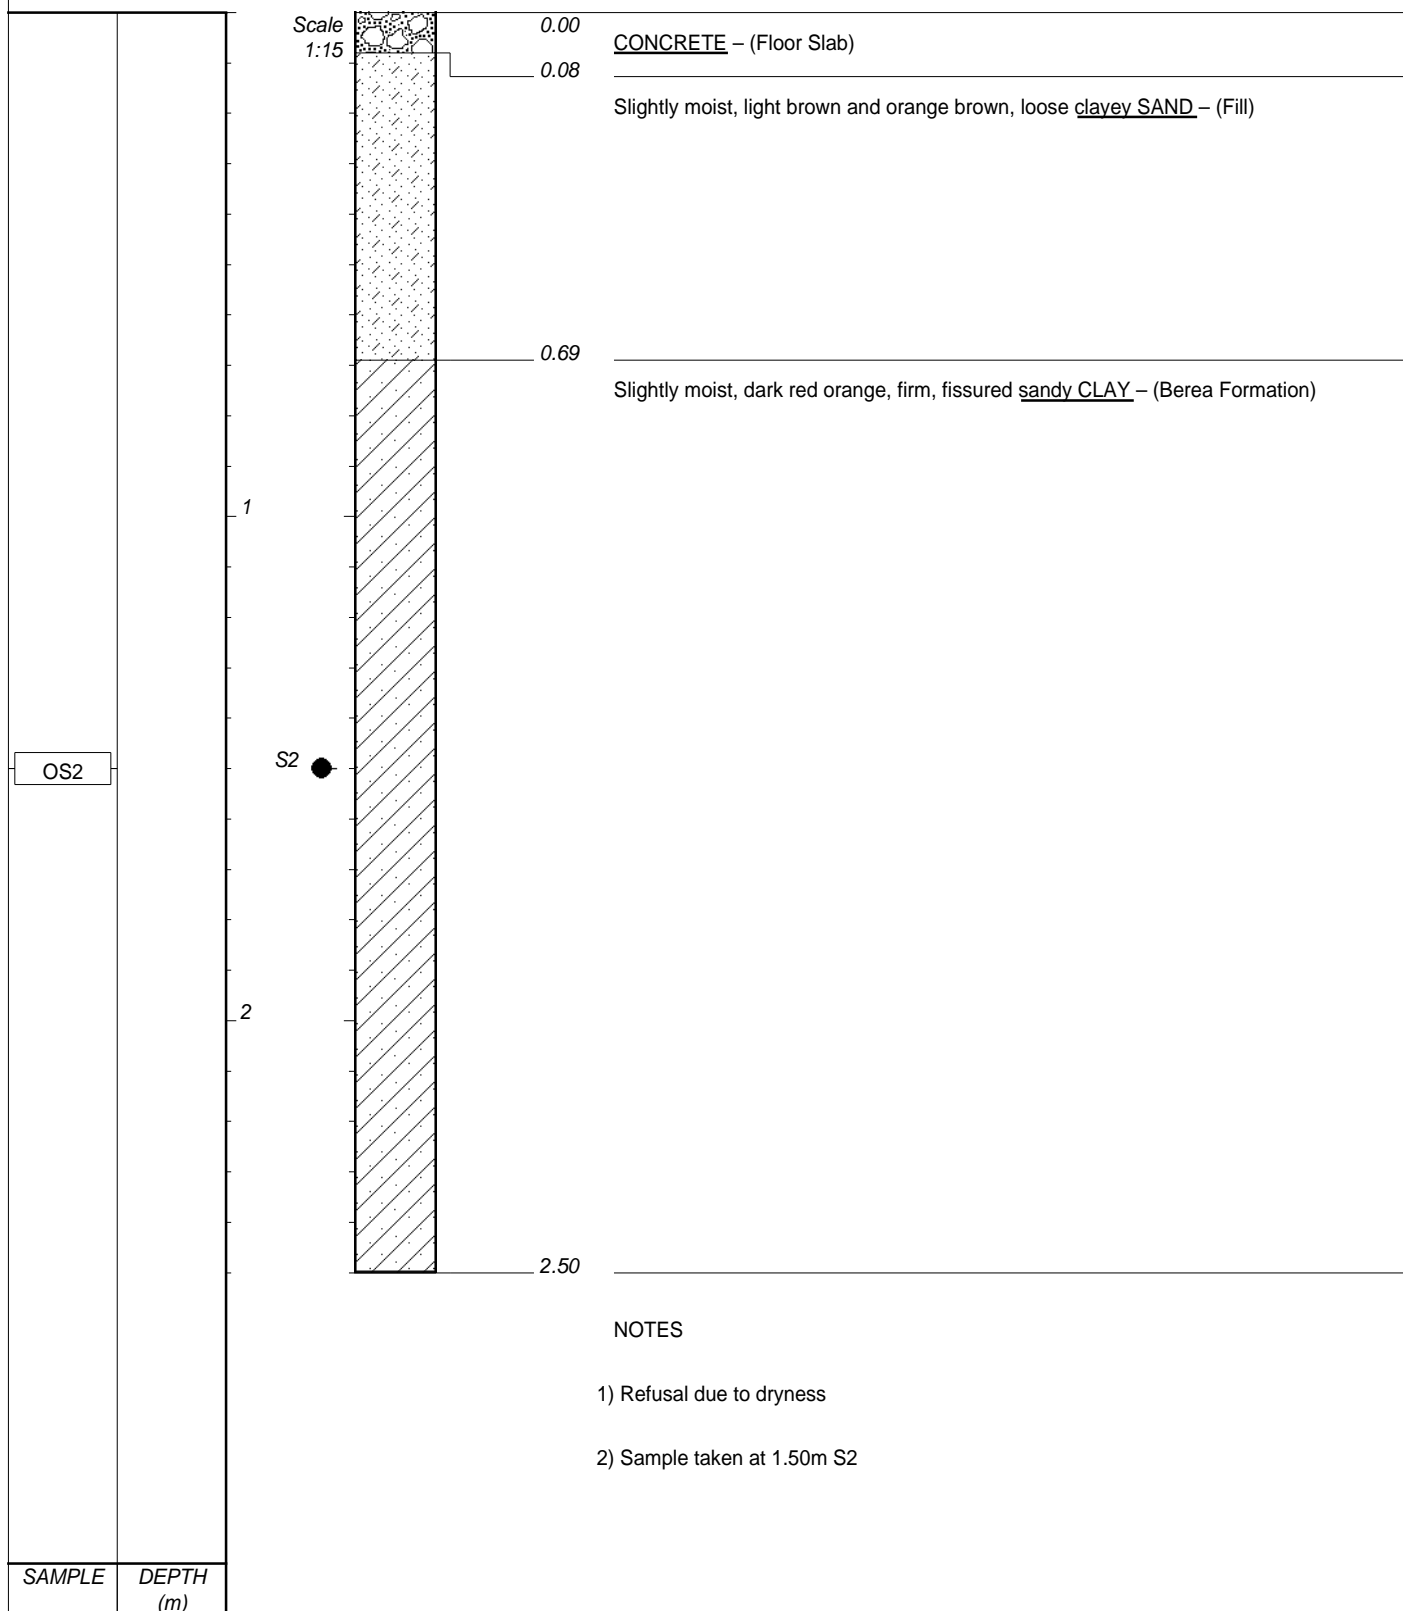 Scale
1:15
0.00
CONCRETE – (Floor Slab)
0.08
Slightly moist, light brown and orange brown, loose clayey SAND – (Fill)
0.69
Slightly moist, dark red orange, firm, fissured sandy CLAY – (Berea Formation)
1
S2
OS2
2
2.50
NOTES
1) Refusal due to dryness
2) Sample taken at 1.50m S2
SAMPLE
DEPTH
(m)